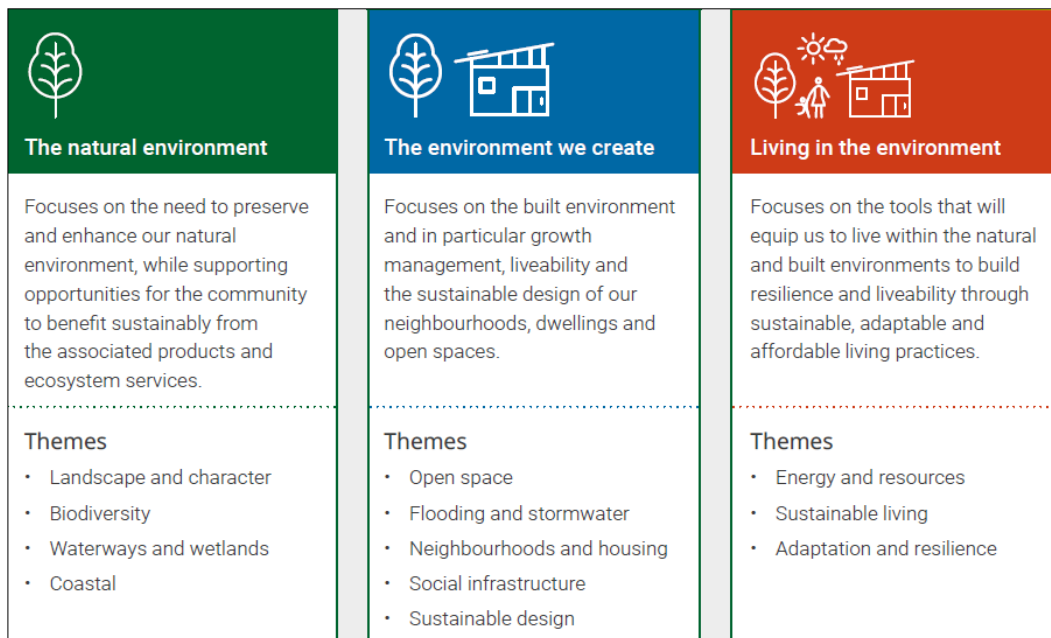 The natural environment
Focuses on the need to preserve
and enhance our natural
environment, while supporting
opportunities for the community
to benefit sustainably from
the associated products and
ecosystem services.
Themes
• Landscape and character
• Biodiversity
• Waterways and wetlands
• Coastal
The environment we create
Focuses on the built environment
and in particular growth
management, liveability and
the sustainable design of our
neighbourhoods, dwellings and
open spaces.
Themes
• Open space
• Flooding and stormwater
• Neighbourhoods and housing
• Social infrastructure
• Sustainable design
Living in the environment
Focuses on the tools that will
equip us to live within the natural
and built environments to build
resilience and liveability through
sustainable, adaptable and
affordable living practices.
Themes
• Energy and resources
• Sustainable living
• Adaptation and resilience